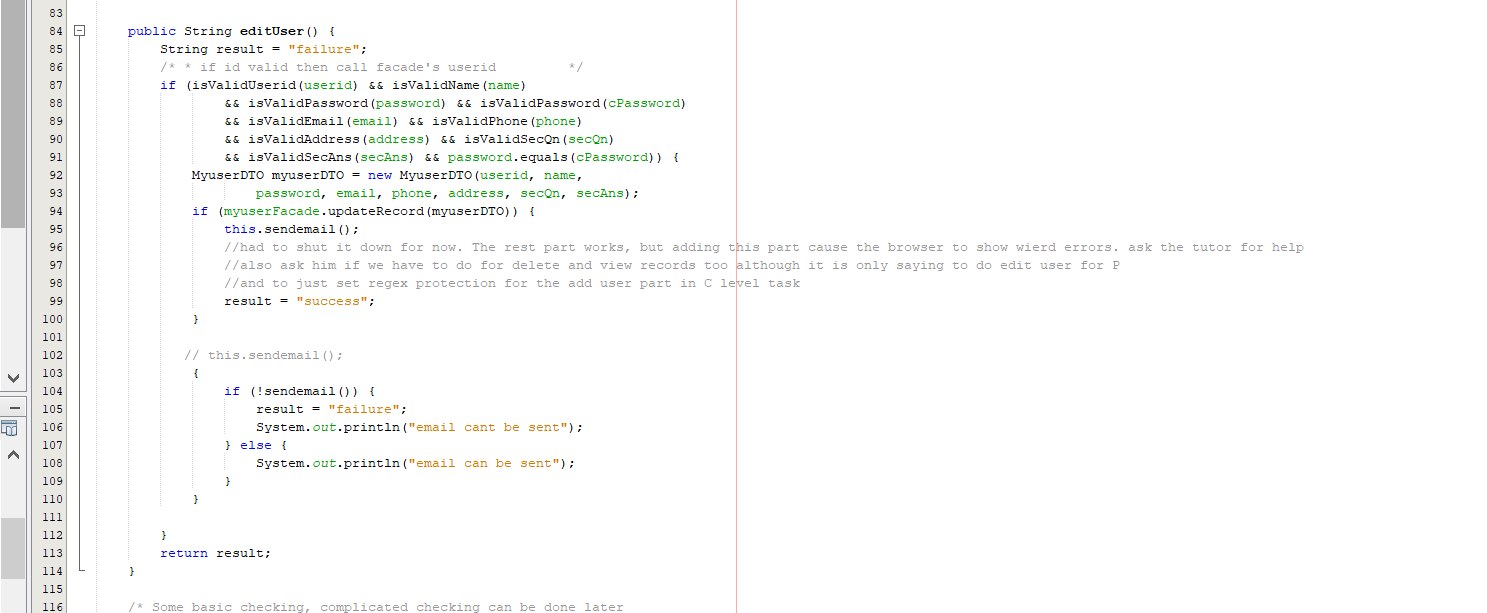 83
84 public String editUser() {
85 String result = "failure";
86 /* * if id valid then call facade's userid */
87 if (isValidUserid(userid) && isValidName(name)
88 && isValidPassword(password) && isValidPassword(cPassword)
89 && isValidEmail(email) && isValidPhone(phone)
90 && isValidAddress(address) && isValidSecQn(secQn)
91 && isValidSecAns(secAns) && password.equals(cPassword)) {
92 MyuserDTO myuserDTO = new MyuserDTO(userid, name,
93 password, email, phone, address, secQn, secAns);
94 if (myuserFacade.updateRecord(myuserDTO)) {
95 this.sendemail();
96 //had to shut it down for now. The rest part works, but adding this part cause the browser to show wierd errors. ask the tutor for help
97 //also ask him if we have to do for delete and view records too although it is only saying to do edit user for P
98 //and to just set regex protection for the add user part in C level task
99 result = "success";
100 }
101
102 // this.sendemail();
103 {
104 if (!sendemail()) {
105 result = "failure";
106 System.out.println("email cant be sent");
107 } else {
108 System.out.println("email can be sent");
109 }
110 }
111
112 }
113 return result;
114 }
115
116 /* Some basic checking, complicated checking can be done later